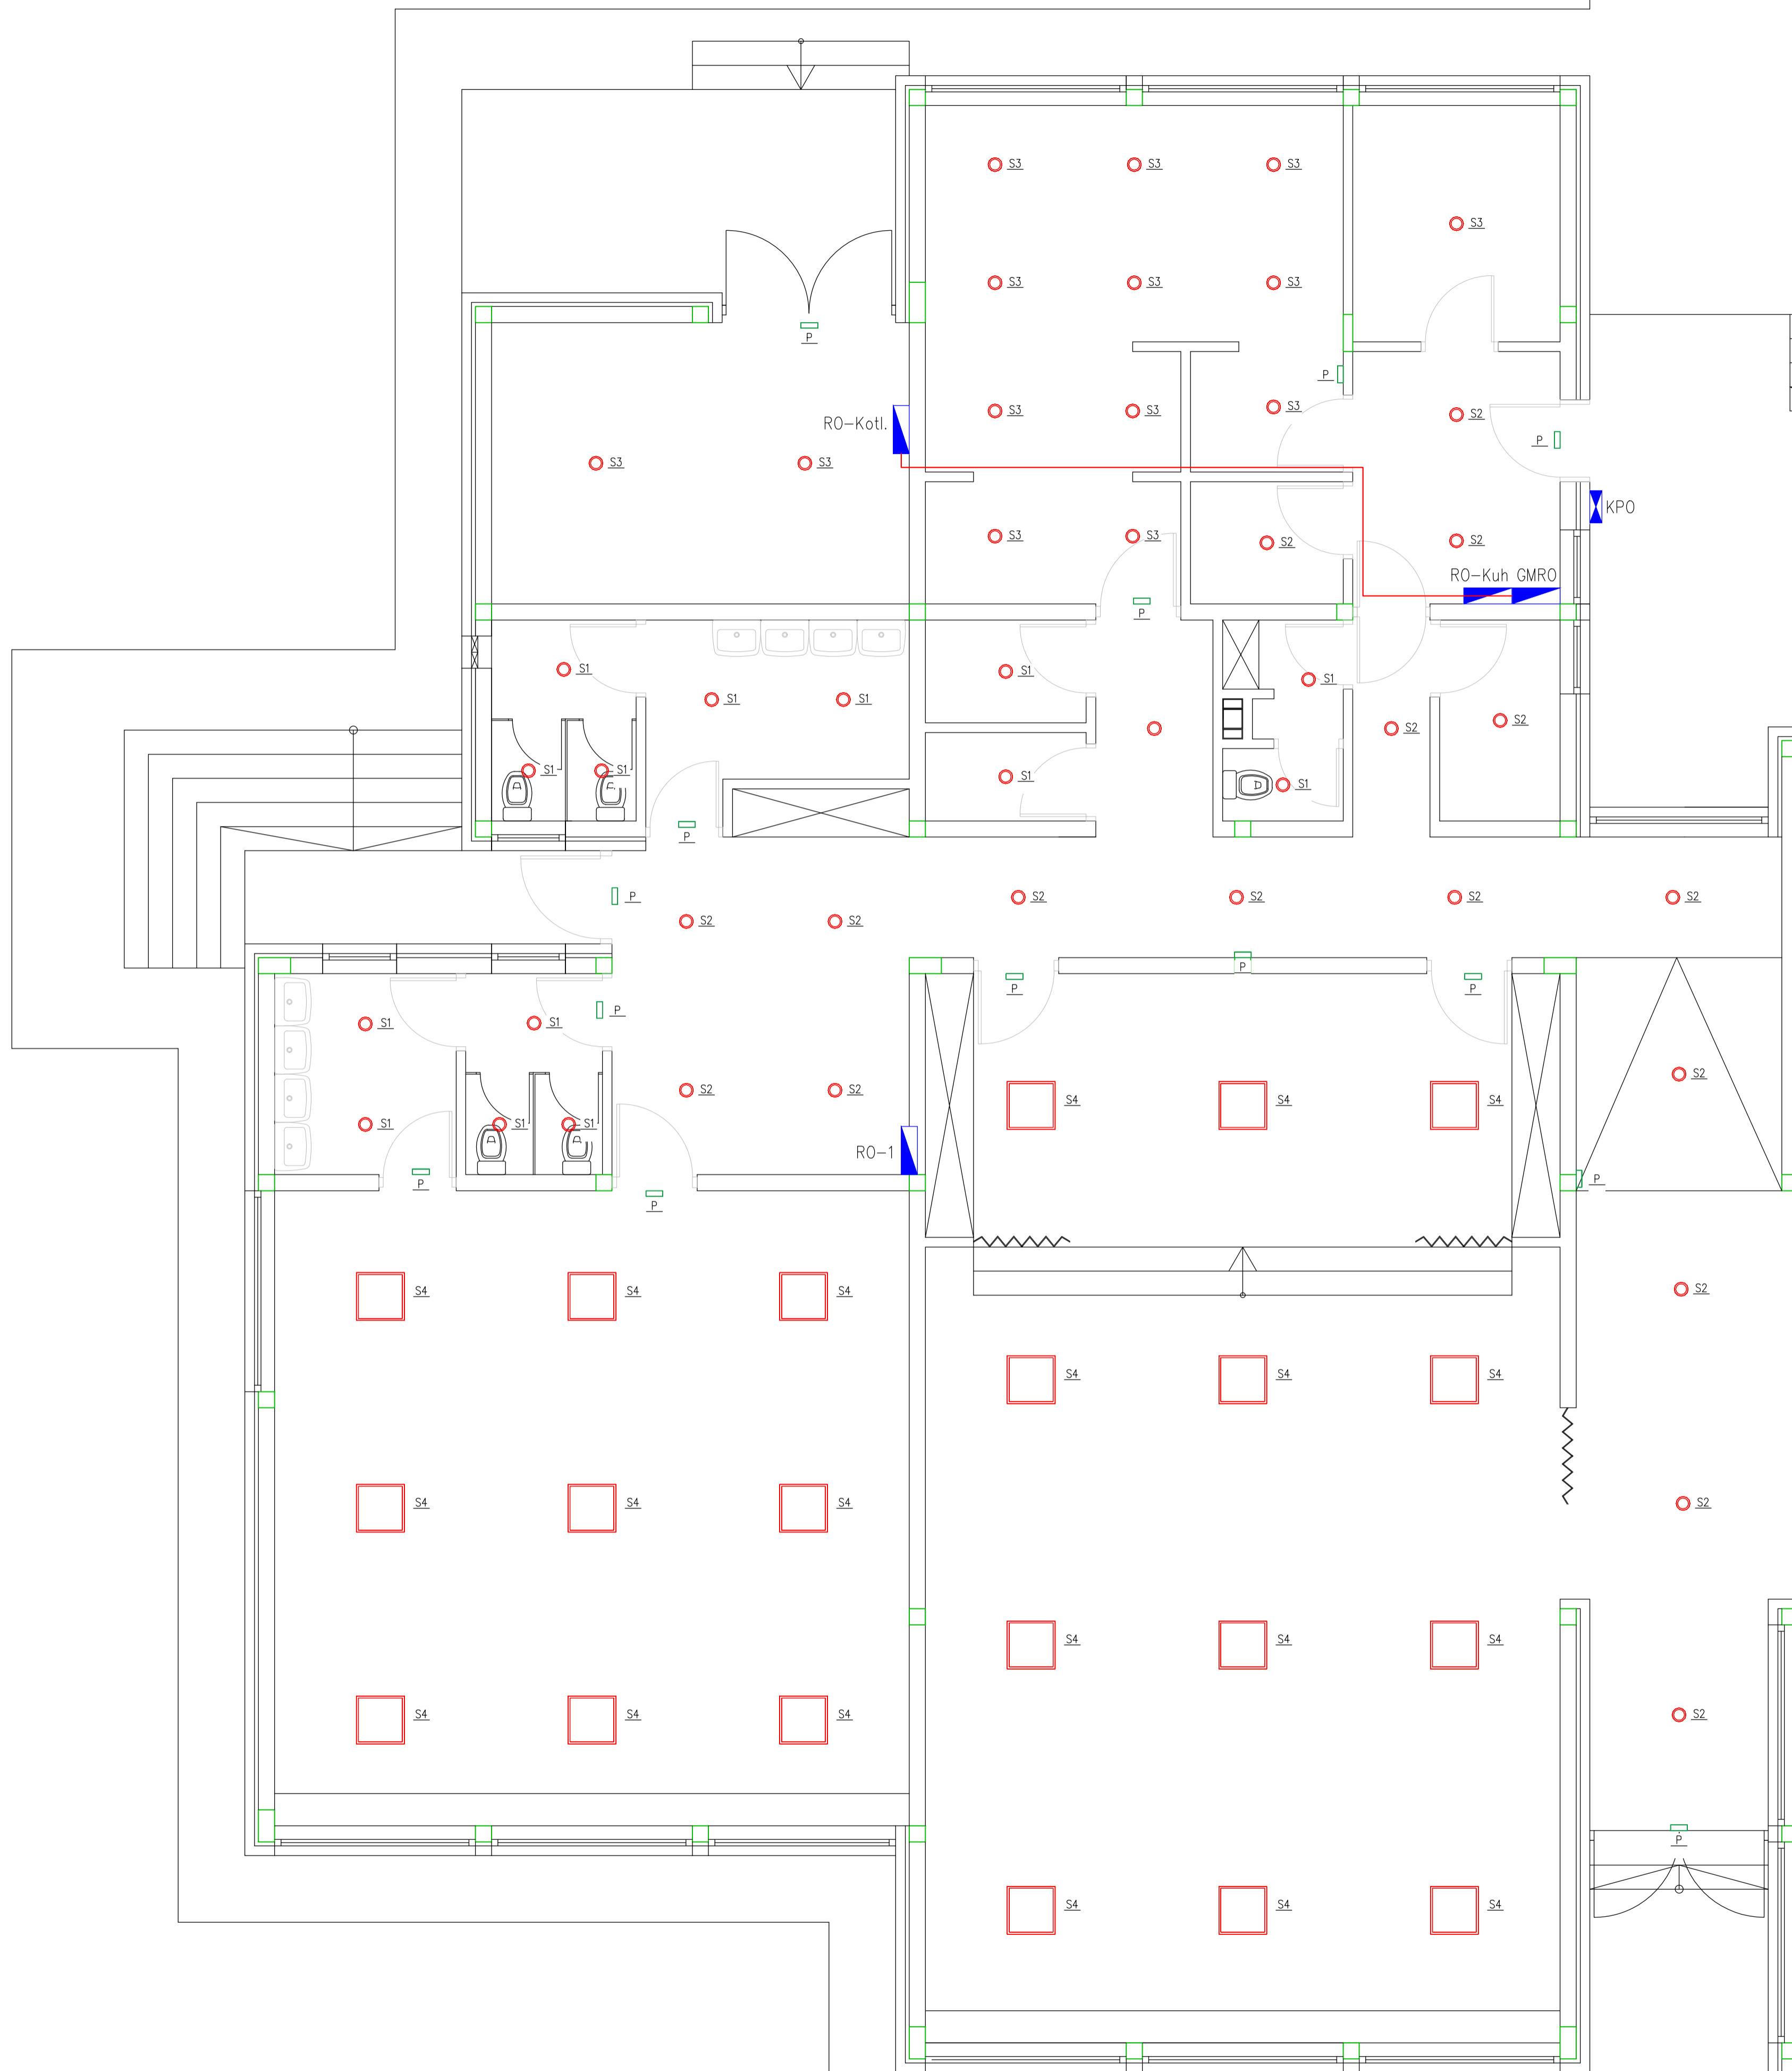 S3 S3 S3
S3
S3 S3 S3
P
P
S3 S3 S3 S2
RO-Kotl.
P
S3 S3
KPO
S3 S3 S2 S2
RO-Kuh GMRO
P
S1 S1 S1
S1 S1 S2 S2
S1 S1 S1 S1
P
P S2 S2 S2 S2
S2 S2
P
P P
P S1 S1
S2
S2 S2 S4 S4 S4
S1 S1 S1
RO-1
P P
P
S4 S4 S4 S2
S4 S4 S4
S4 S4 S4 S2
S4 S4 S4
S4 S4 S4 S2
P
S4 S4 S4